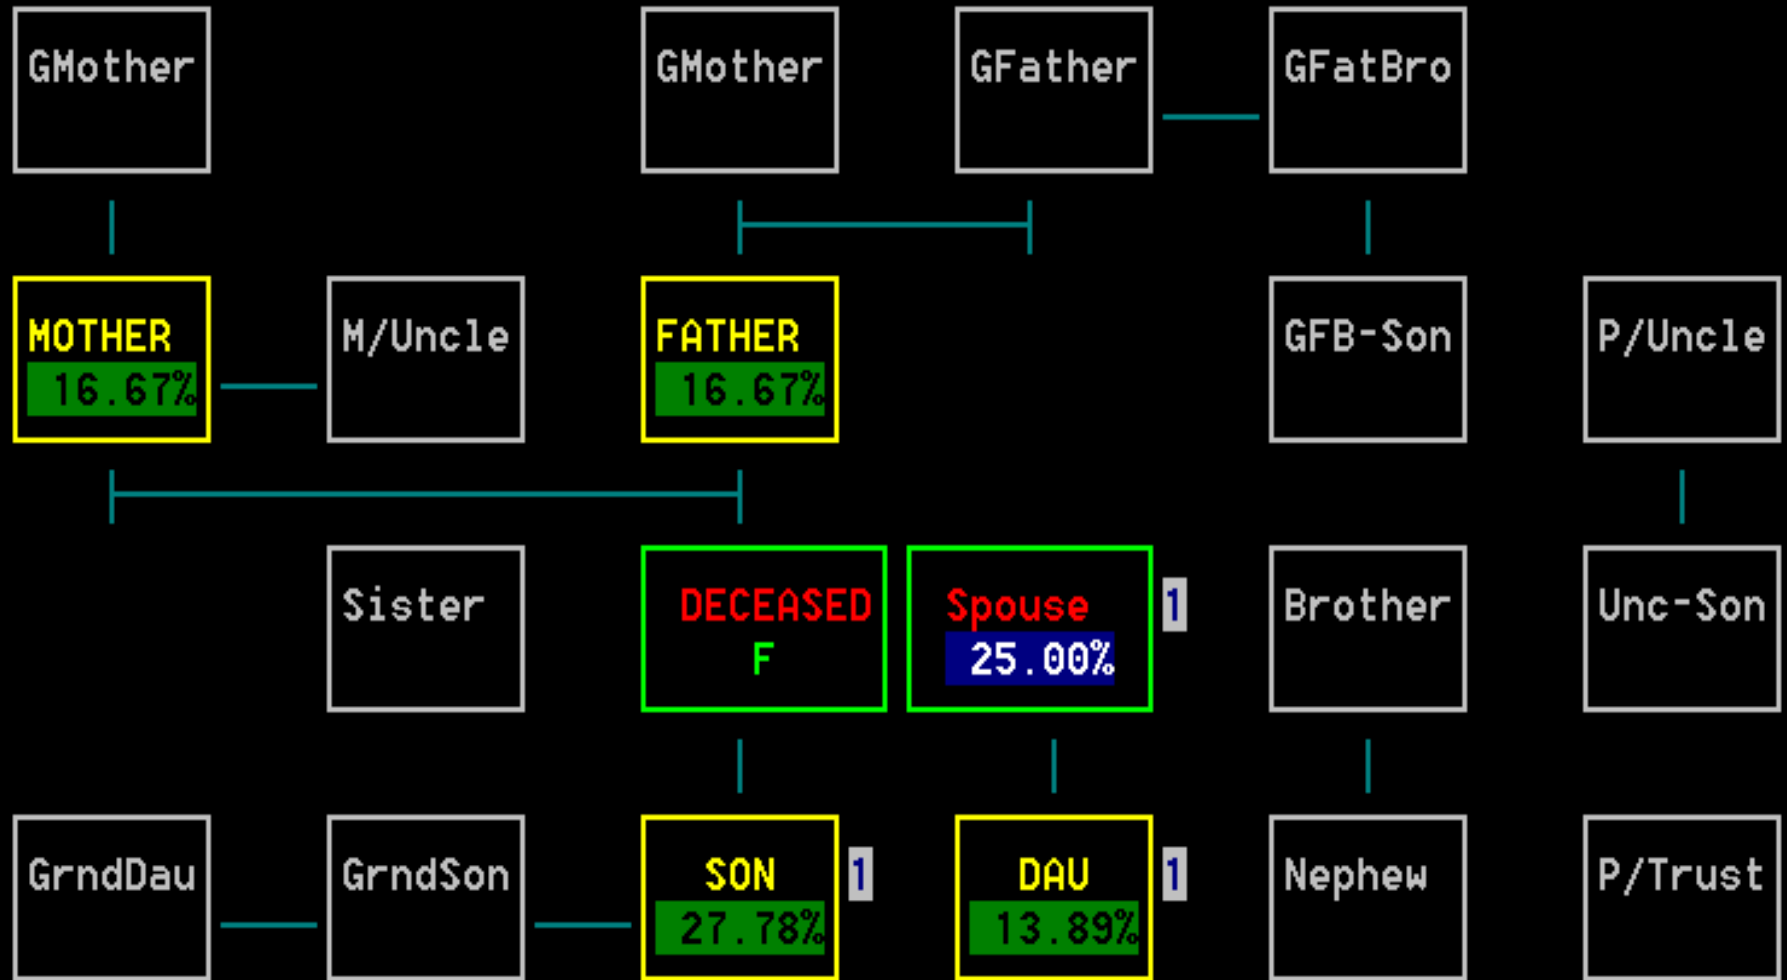 GMother GMother GFather GFatBro
MOTHER M/Uncle FATHER GFB-Son P/Uncle
16.67% 16.67%
Sister DECEASED Spouse 1 Brother Unc-Son
F 25.00%
GrndDau GrndSon SON 1 DAU 1 Nephew P/Trust
27.78% 13.89%